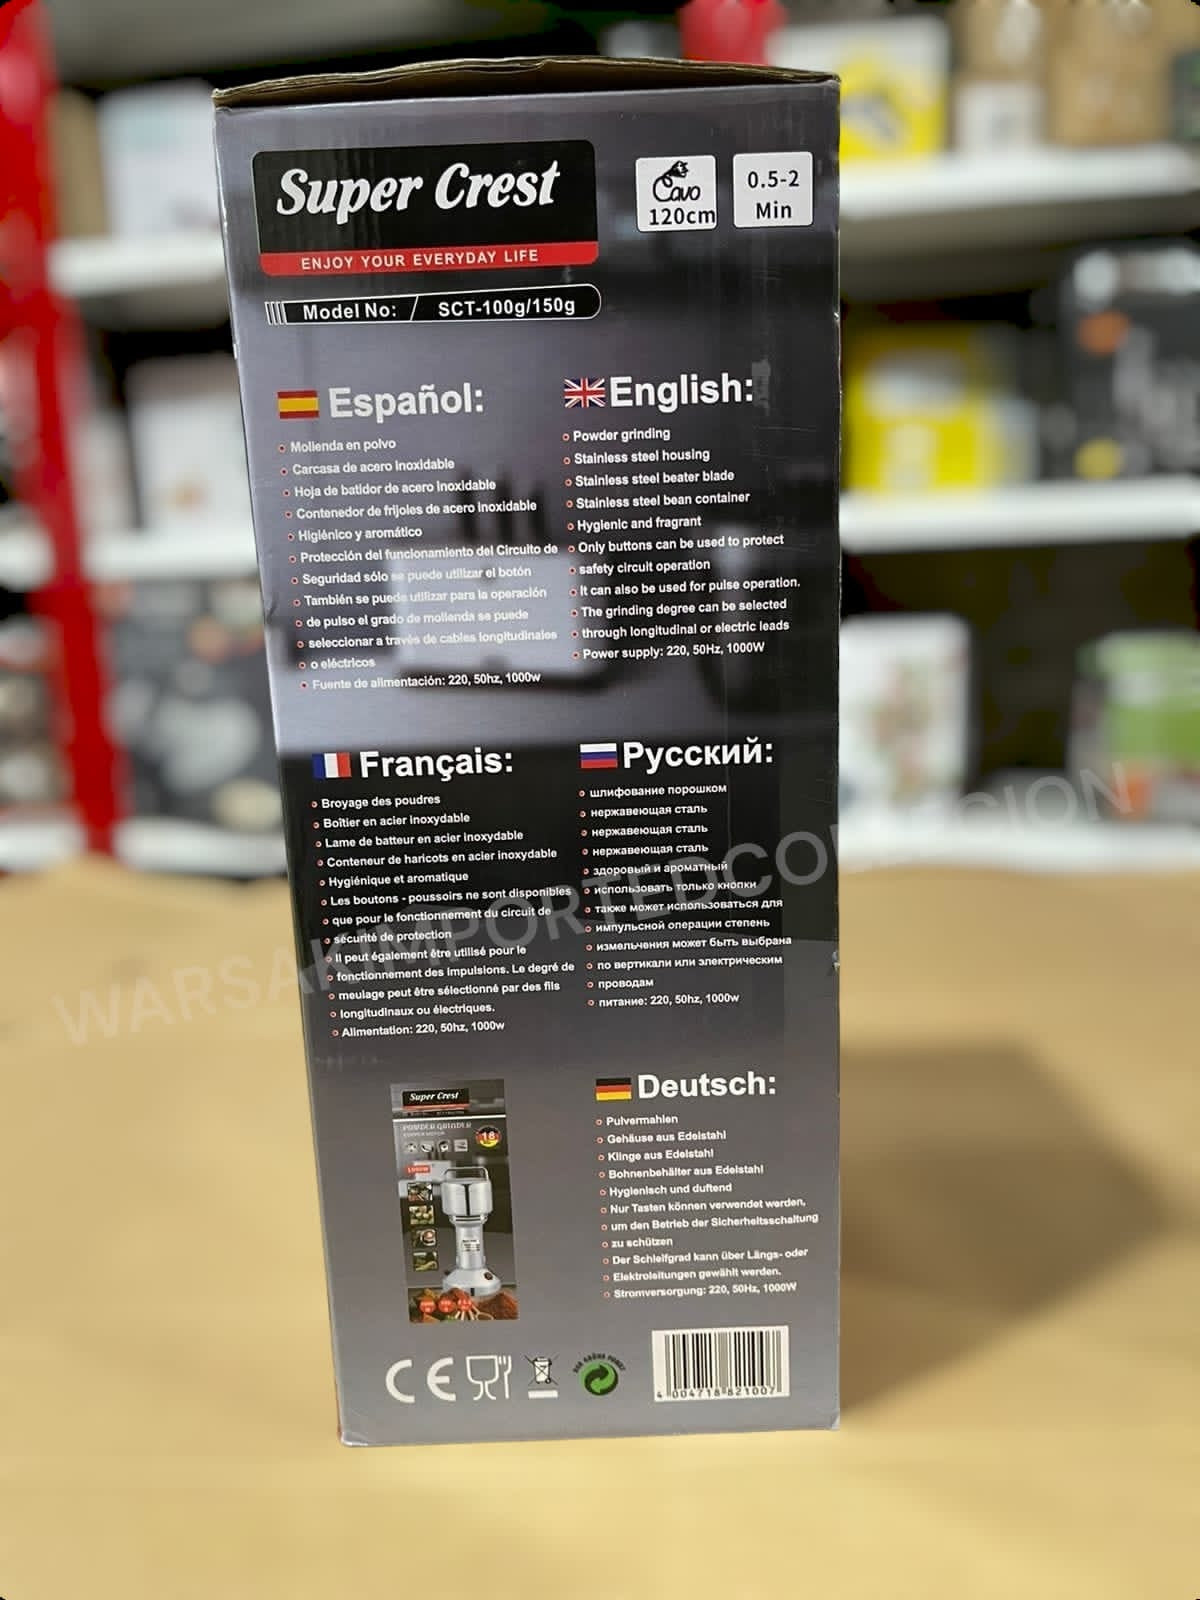 Super Crest
ENJOY YOUR EVERYDAY LIFE
Cavo
120cm
0.5-2
Min
Model No: / SCT-100g/150g
Español:
Mollenda en polvo
Carcasa de acero Inoxidable
Hoja de batidor de acero Inoxidable
Contenedor de frijoles de acero Inoxidable
Higiénico y aromático
Protección del funcionamiento del Circuito de
Seguridad sólo se puede utilizar el botón
También se puede utilizar para la operación
de pulso el grado de mollenda se puede
seleccionar a través de cables longitudinales
o eléctricos
Fuente de alimentación: 220, 50hz, 1000w
English:
Powder grinding
Stainless steel housing
Stainless steel beater blade
Stainless steel bean container
Hygienic and fragrant
Only buttons can be used to protect
safety circuit operation
It can also be used for pulse operation.
The grinding degree can be selected
through longitudinal or electric leads
Power supply: 220, 50Hz, 1000W
Français:
Broyage des poudres
Boîtier en acier inoxydable
Lame de batteur en acier inoxydable
Conteneur de haricots en acier inoxydable
Hygiénique et aromatique
Les boutons - poussoirs ne sont disponibles
que pour le fonctionnement du circuit de
sécurité de protection
Il peut également être utilisé pour le
fonctionnement des impulsions. Le degré de
meulage peut être sélectionné par des fils
longitudinaux ou électriques.
Alimentation: 220, 50hz, 1000w
Русский:
шлифование порошком
нержавеющая сталь
нержавеющая сталь
нержавеющая сталь
здоровый и ароматный
использовать только кнопки
также может использоваться для
импульсной операции степень
измельчения может быть выбрана
по вертикали или электрическим
проводам
питание: 220, 50hz, 1000w
WARSAKIMPORTEDCOLLECION
Super Crest
POWDER GRINDER
18
Deutsch:
Pulvermahlen
Gehäuse aus Edelstahl
Klinge aus Edelstahl
Bohnenbehälter aus Edelstahl
Hygienisch und duftend
Nur Tasten können verwendet werden,
um den Betrieb der Sicherheitsschaltung
zu schützen
Der Schleifgrad kann über Längs- oder
Elektroleitungen gewählt werden.
Stromversorgung: 220, 50Hz, 1000W
CE
DER GRÜNE PUNKT
4 004718 821007